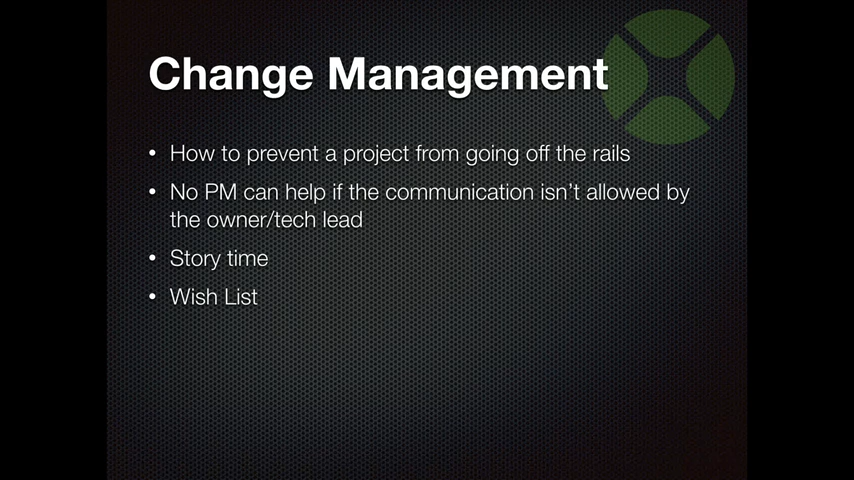 Change Management
• How to prevent a project from going off the rails
• No PM can help if the communication isn’t allowed by
the owner/tech lead
• Story time
• Wish List